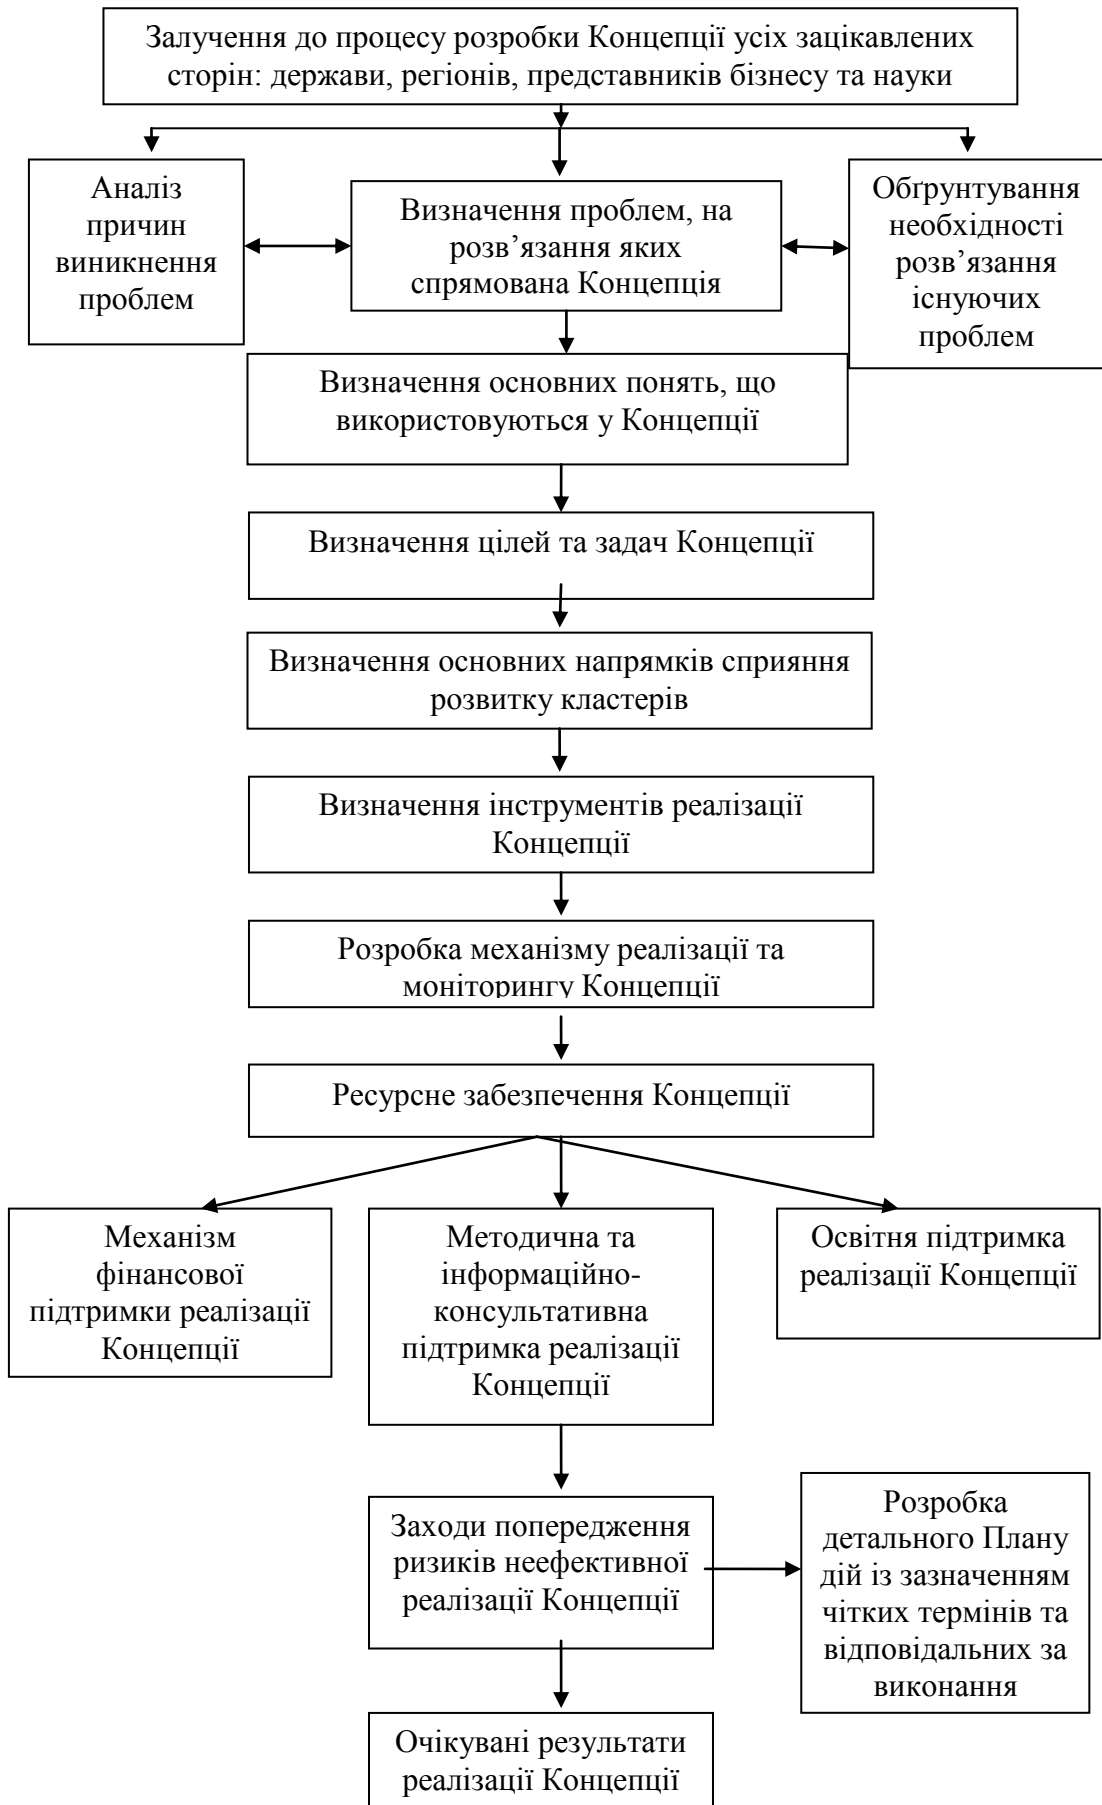 Залучення до процесу розробки Концепції усіх зацікавлених
сторін: держави, регіонів, представників бізнесу та науки
Аналіз
причин
виникнення
проблем
Визначення проблем, на
розв’язання яких
спрямована Концепція
Обґрунтування
необхідності
розв’язання
існуючих
проблем
Визначення основних понять, що
використовуються у Концепції
Визначення цілей та задач Концепції
Визначення основних напрямків сприяння
розвитку кластерів
Визначення інструментів реалізації
Концепції
Розробка механізму реалізації та
моніторингу Концепції
Ресурсне забезпечення Концепції
Механізм
фінансової
підтримки реалізації
Концепції
Методична та
інформаційно-
консультативна
підтримка реалізації
Концепції
Освітня підтримка
реалізації Концепції
Заходи попередження
ризиків неефективної
реалізації Концепції
Розробка
детального Плану
дій із зазначенням
чітких термінів та
відповідальних за
виконання
Очікувані результати
реалізації Концепції